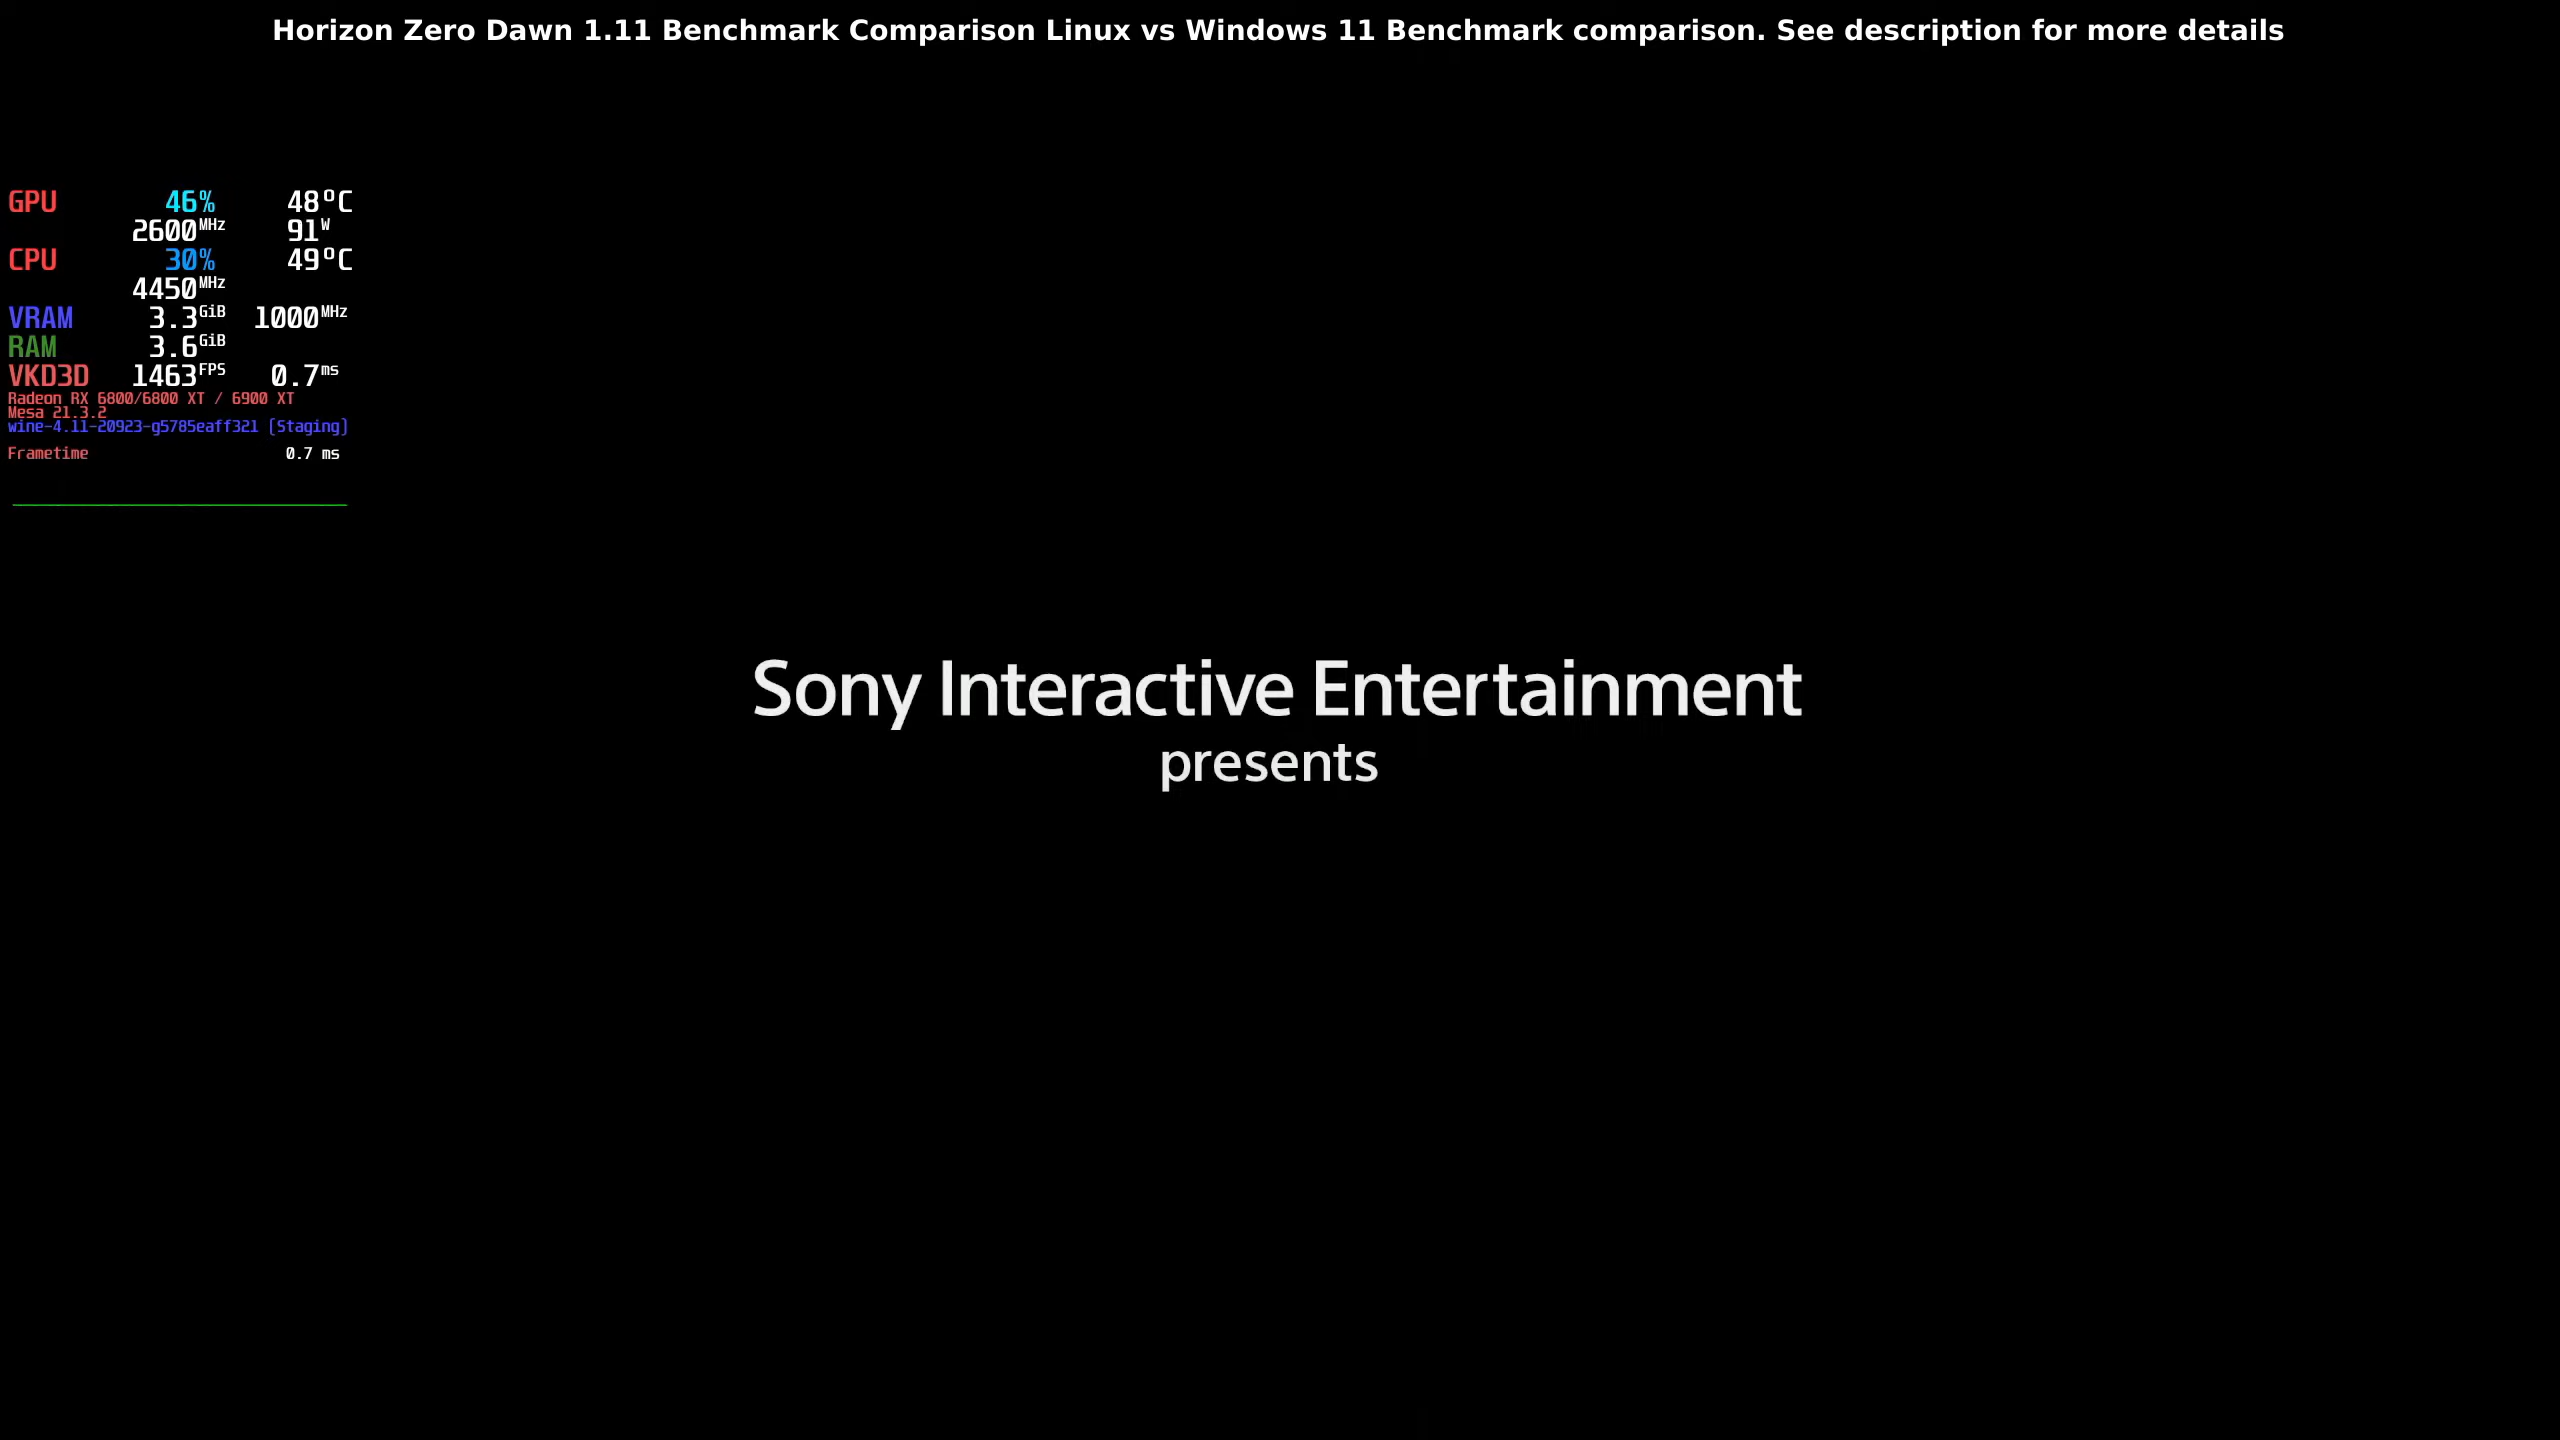 Horizon Zero Dawn 1.11 Benchmark Comparison Linux vs Windows 11 Benchmark comparison. See description for more details
GPU 46% 48°C
2600MHz 91W
CPU 30% 49°C
4450MHz
VRAM 3.3GiB 1000MHz
RAM 3.6GiB
VKD3D 1463FPS 0.7ms
Radeon RX 6800/6800 XT / 6900 XT
Mesa 21.3.2
wine-4.11-20923-g5785eaff321 [Staging]
Frametime 0.7 ms
Sony Interactive Entertainment
presents